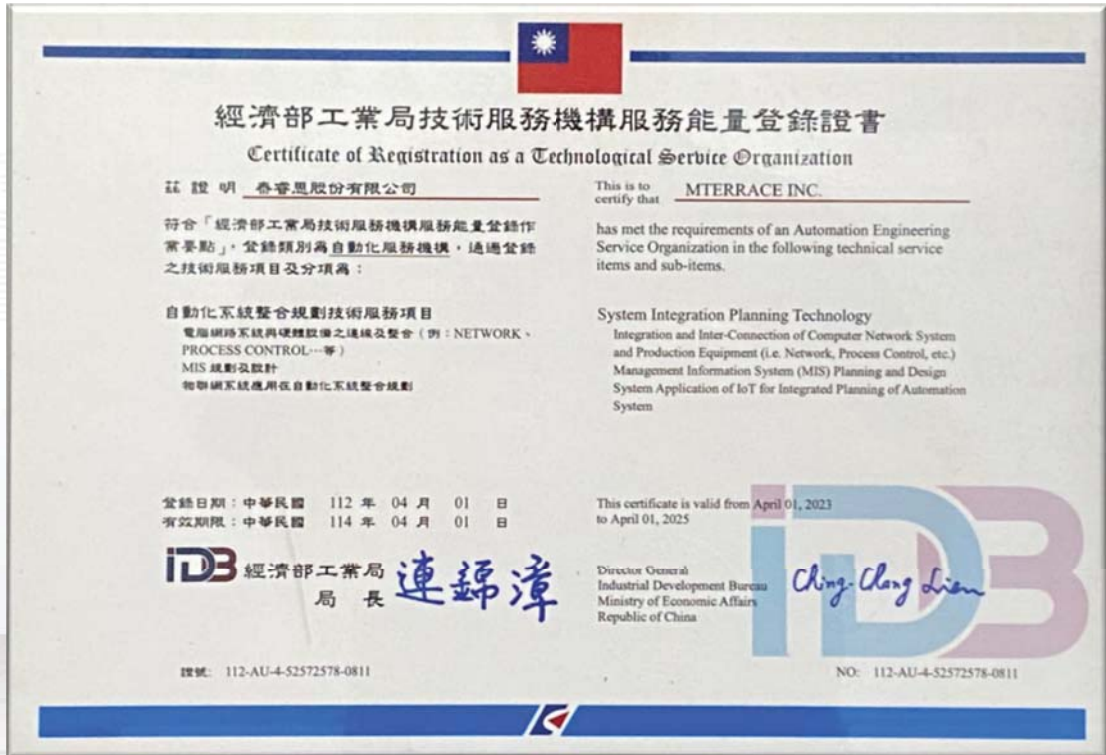 經濟部工業局技術服務機構服務能量登錄證書
Certificate of Registration as a Technological Service Organization
茲證明 泰睿思股份有限公司
符合「經濟部工業局技術服務機構服務能量登錄作
業要點」，登錄類別為自動化服務機構，通過登錄
之技術服務項目及分項為：
自動化系統整合規劃技術服務項目
電腦網路系統與硬體設備之連線及整合（例：NETWORK、
PROCESS CONTROL…等）
MIS 規劃及設計
物聯網系統應用在自動化系統整合規劃
This is to
certify that MTERRACE INC.
has met the requirements of an Automation Engineering
Service Organization in the following technical service
items and sub-items.
System Integration Planning Technology
Integration and Inter-Connection of Computer Network System
and Production Equipment (i.e. Network, Process Control, etc.)
Management Information System (MIS) Planning and Design
System Application of IoT for Integrated Planning of Automation
System
登錄日期：中華民國 112 年 04 月 01 日
有效期限：中華民國 114 年 04 月 01 日
IDB 經濟部工業局
局長 連錦漳
This certificate is valid from April 01, 2023
to April 01, 2025
Director General
Industrial Development Bureau
Ministry of Economic Affairs
Republic of China
Ching-Chang Lien
IDB
證號: 112-AU-4-52572578-0811
NO: 112-AU-4-52572578-0811